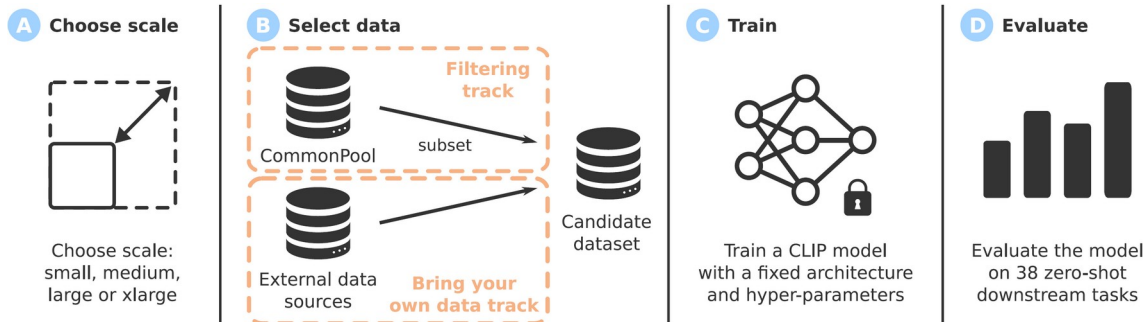 A Choose scale
Choose scale:
small, medium,
large or xlarge
B Select data
Filtering
track
CommonPool
subset
External data
sources
Bring your
own data track
Candidate
dataset
C Train
Train a CLIP model
with a fixed architecture
and hyper-parameters
D Evaluate
Evaluate the model
on 38 zero-shot
downstream tasks